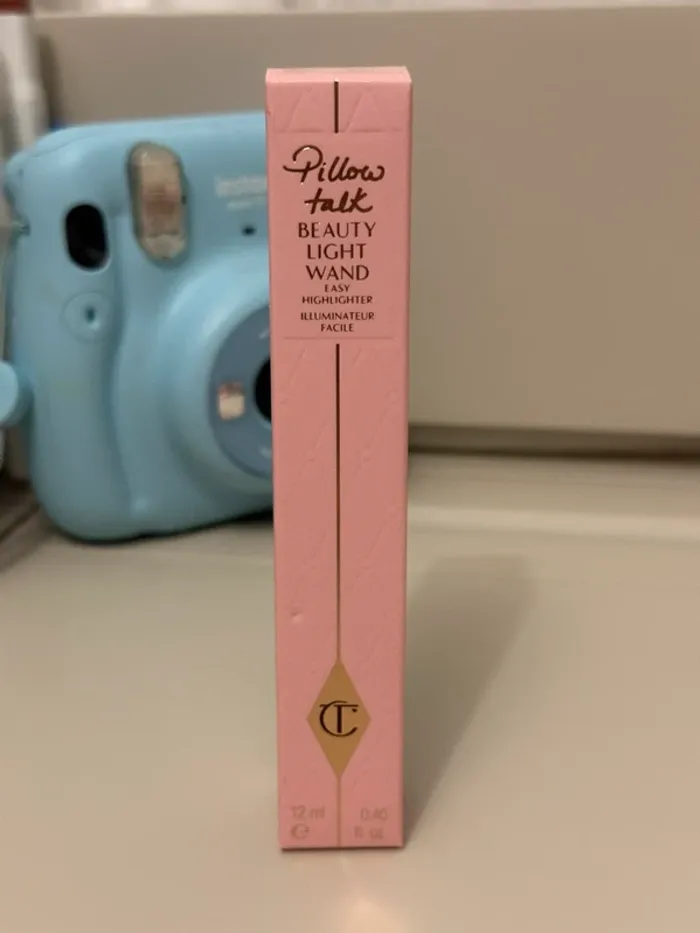 Pillow
talk
BEAUTY
LIGHT
WAND
EASY
HIGHLIGHTER
ILLUMINATEUR
FACILE
CT
12 ml 0.40
e fl. oz.